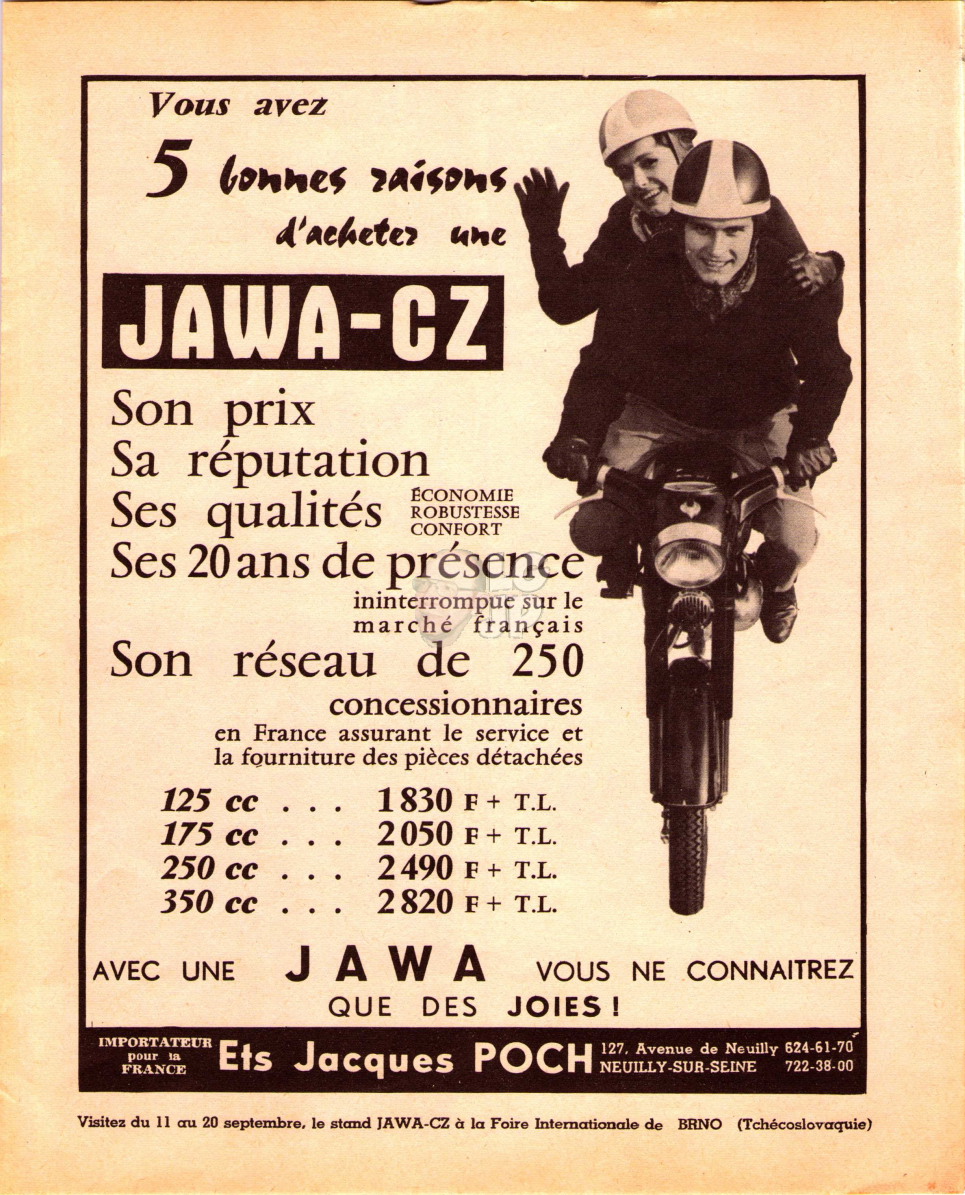 Vous avez
5 bonnes raisons
d'acheter une
JAWA-CZ
Son prix
Sa réputation
Ses qualités ÉCONOMIE
ROBUSTESSE
CONFORT
Ses 20 ans de présence
ininterrompue sur le
marché français
Son réseau de 250
concessionnaires
en France assurant le service et
la fourniture des pièces détachées
125 cc . . . 1830 F + T.L.
175 cc . . . 2050 F + T.L.
250 cc . . . 2490 F + T.L.
350 cc . . . 2820 F + T.L.
AVEC UNE JAWA VOUS NE CONNAITREZ
QUE DES JOIES !
IMPORTATEUR
pour la
FRANCE
Ets Jacques POCH
127, Avenue de Neuilly 624-61-70
NEUILLY-SUR-SEINE 722-38-00
Visitez du 11 au 20 septembre, le stand JAWA-CZ à la Foire Internationale de BRNO (Tchécoslovaquie)